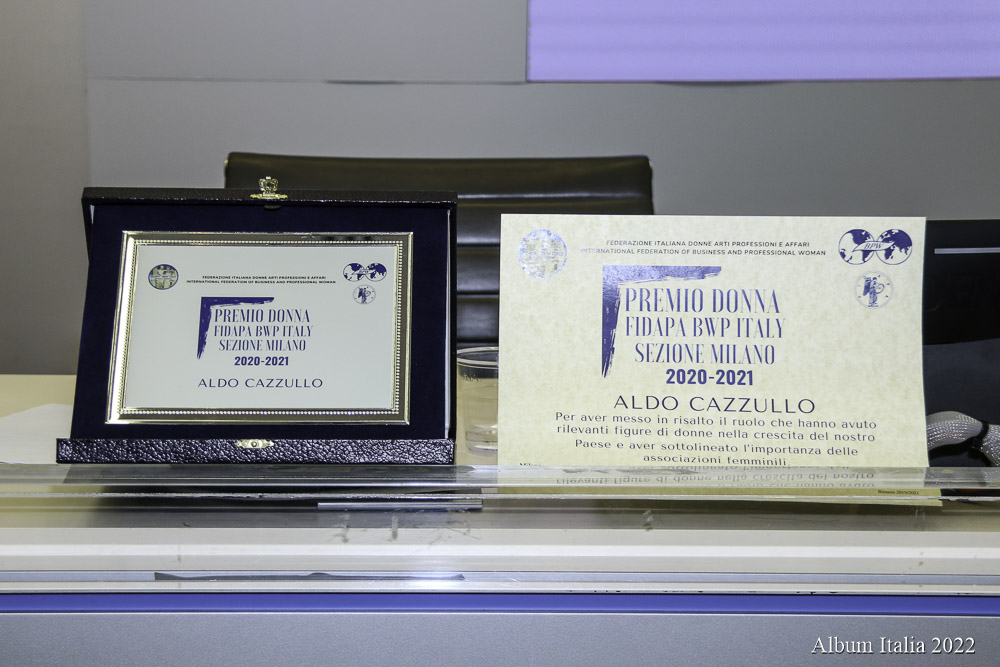 FEDERAZIONE ITALIANA DONNE ARTI PROFESSIONI E AFFARI
INTERNATIONAL FEDERATION OF BUSINESS AND PROFESSIONAL WOMAN
PREMIO DONNA
FIDAPA BWP ITALY
SEZIONE MILANO
2020-2021
ALDO CAZZULLO
FEDERAZIONE ITALIANA DONNE ARTI PROFESSIONI E AFFARI
INTERNATIONAL FEDERATION OF BUSINESS AND PROFESSIONAL WOMAN
BPW
PREMIO DONNA
FIDAPA BWP ITALY
SEZIONE MILANO
2020-2021
ALDO CAZZULLO
Per aver messo in risalto il ruolo che hanno avuto
rilevanti figure di donne nella crescita del nostro
Paese e aver sottolineato l'importanza delle
associazioni femminili.
Album Italia 2022